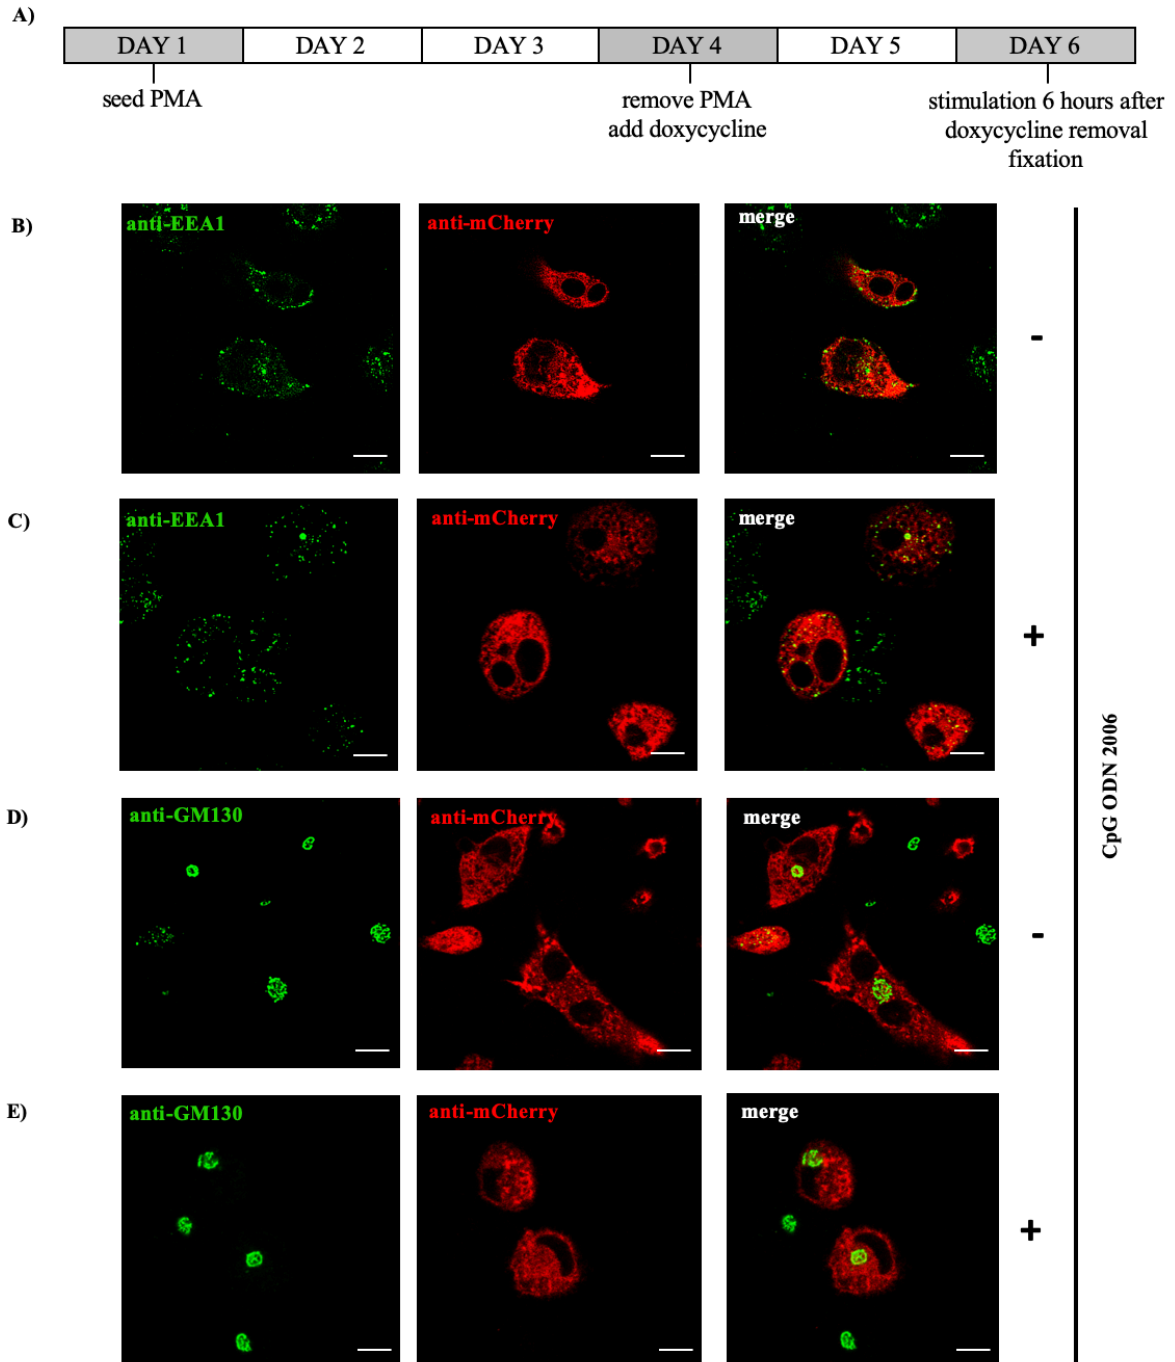 A)
DAY 1 DAY 2 DAY 3 DAY 4 DAY 5 DAY 6
seed PMA
remove PMA
add doxycycline
stimulation 6 hours after
doxycycline removal
fixation
B)
anti-EEA1 anti-mCherry merge
-
C)
anti-EEA1 anti-mCherry merge
+
D)
anti-GM130 anti-mCherry merge
-
E)
anti-GM130 anti-mCherry merge
+
CpG ODN 2006